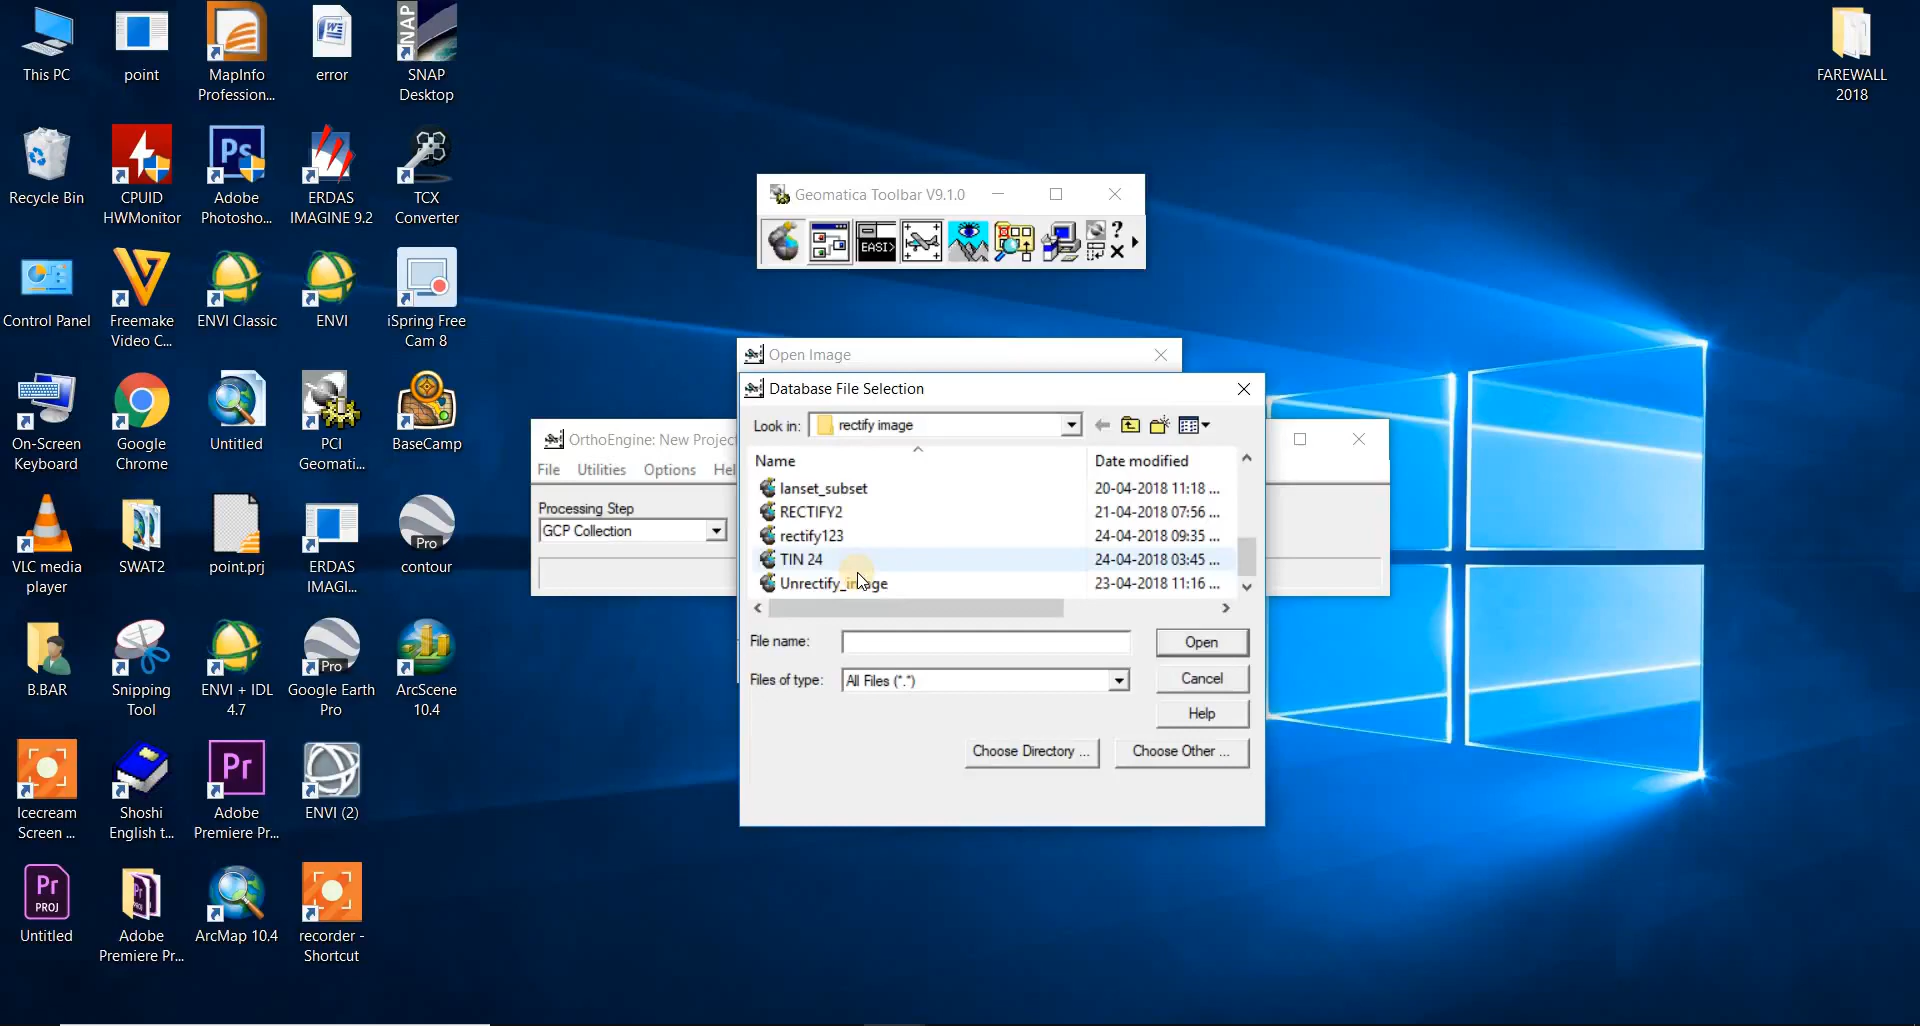 This PC
point
MapInfo
Profession...
error
SNAP
SNAP
Desktop
FAREWALL
2018
Recycle Bin
CPUID
HWMonitor
Ps
Adobe
Photosho...
ERDAS
IMAGINE 9.2
TCX
Converter
Geomatica Toolbar V9.1.0
EASI>
?
Control Panel
Freemake
Video C...
ENVI Classic
ENVI
iSpring Free
Cam 8
Open Image
Database File Selection
On-Screen
Keyboard
Google
Chrome
Untitled
PCI
Geomati...
BaseCamp
OrthoEngine: New Project
File Utilities Options Hel
Processing Step
GCP Collection
Look in: rectify image
Name Date modified
lanset_subset 20-04-2018 11:18 ...
RECTIFY2 21-04-2018 07:56 ...
rectify123 24-04-2018 09:35 ...
TIN 24 24-04-2018 03:45 ...
Unrectify_image 23-04-2018 11:16 ...
File name: Open
Files of type: All Files (*.*) Cancel
Help
Choose Directory ... Choose Other ...
VLC media
player
SWAT2
point.prj
ERDAS
IMAGI...
Pro
contour
B.BAR
Snipping
Tool
ENVI + IDL
4.7
Pro
Google Earth
Pro
ArcScene
10.4
Icecream
Screen ...
Shoshi
English t...
Pr
Adobe
Premiere Pr...
ENVI (2)
Pr
PROJ
Untitled
Adobe
Premiere Pr...
ArcMap 10.4
recorder -
Shortcut